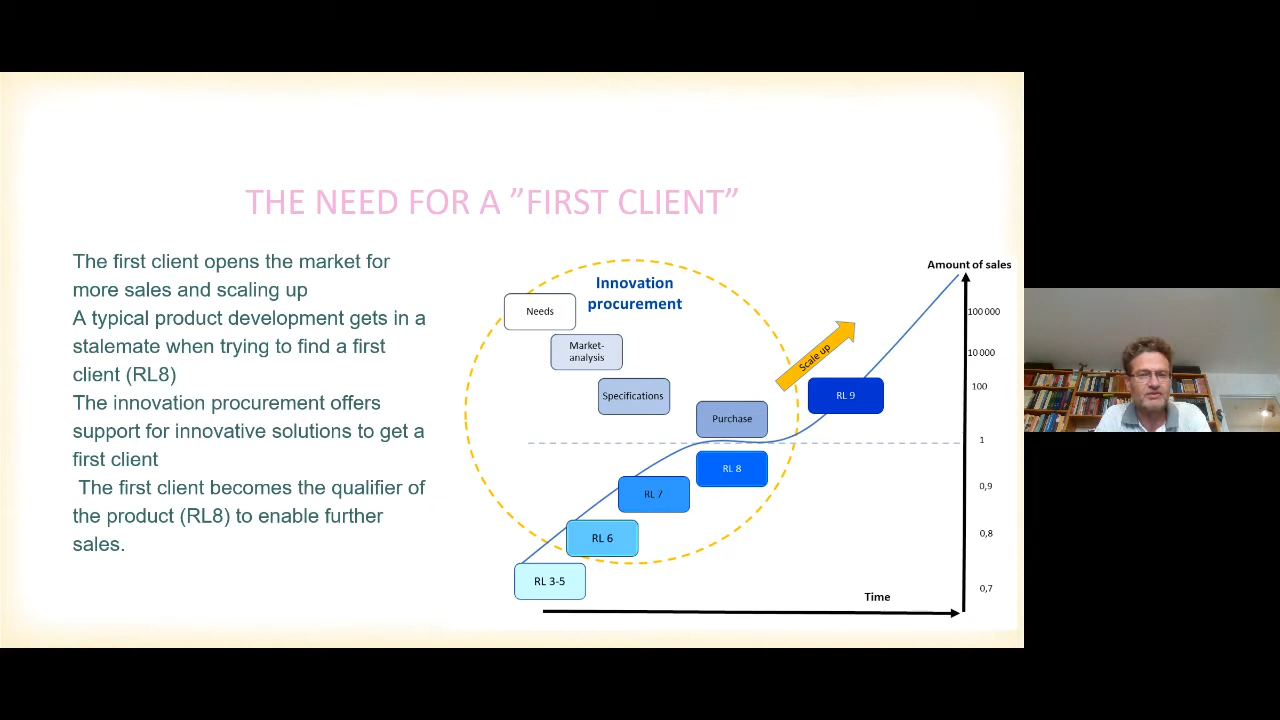 THE NEED FOR A ”FIRST CLIENT”
The first client opens the market for
more sales and scaling up
A typical product development gets in a
stalemate when trying to find a first
client (RL8)
The innovation procurement offers
support for innovative solutions to get a
first client
The first client becomes the qualifier of
the product (RL8) to enable further
sales.
Innovation
procurement
Needs
Market-
analysis
Specifications
Purchase
RL 3-5
RL 6
RL 7
RL 8
RL 9
Scale up
Amount of sales
100 000
10 000
100
1
0,9
0,8
0,7
Time